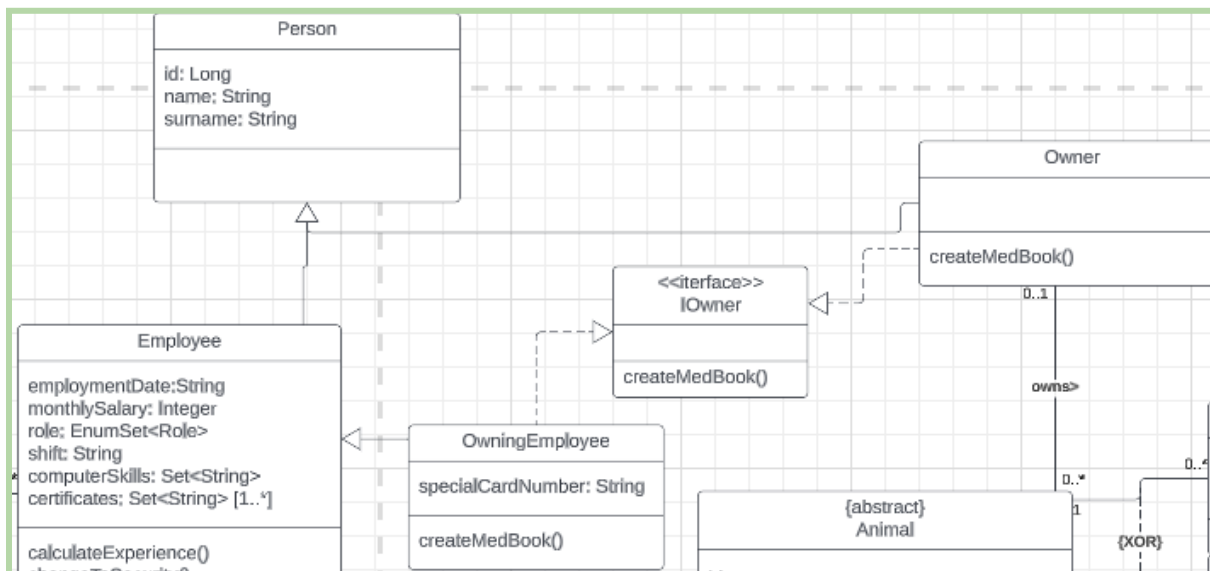 Person
id: Long
name: String
surname: String
Owner
createMedBook()
<<iterface>>
IOwner
createMedBook()
0..1
owns>
0..*
Employee
employmentDate:String
monthlySalary: Integer
role: EnumSet<Role>
shift: String
computerSkills: Set<String>
certificates: Set<String> [1..*]
calculateExperience()
OwningEmployee
specialCardNumber: String
createMedBook()
{abstract}
Animal
1
{XOR}